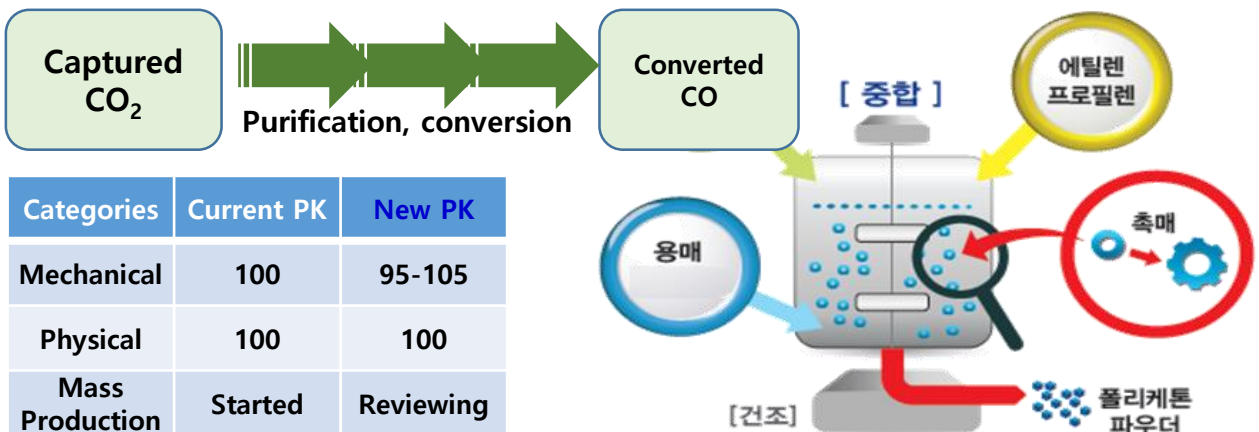 Captured
CO2
Purification, conversion
Converted
CO
[ 중합 ]
에틸렌
프로필렌
용매
촉매
[건조]
폴리케톤
파우더
Categories Current PK New PK
Mechanical 100 95-105
Physical 100 100
Mass
Production Started Reviewing